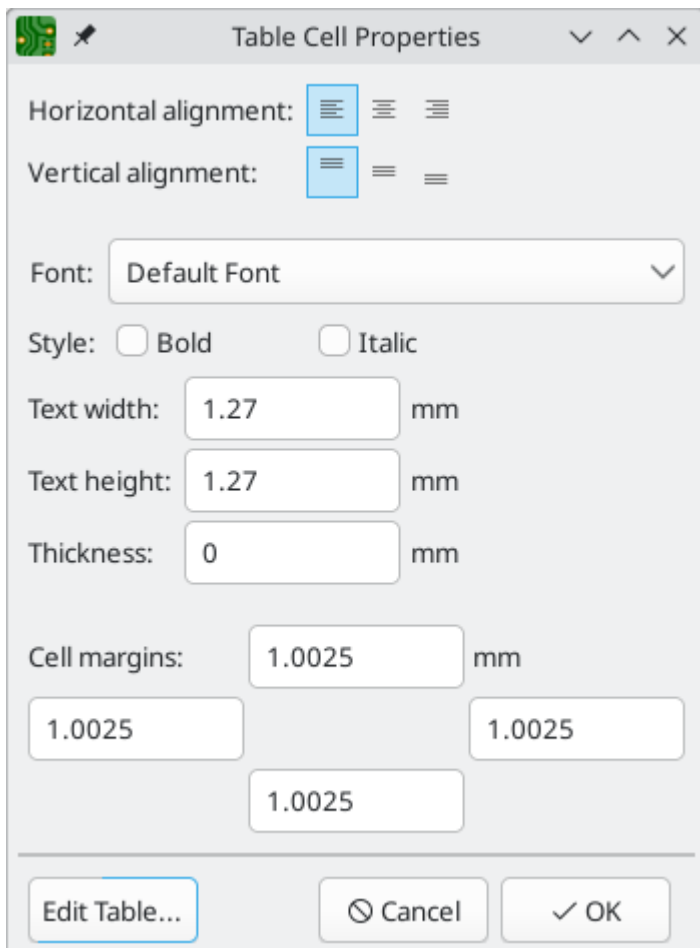 Table Cell Properties
Horizontal alignment:
Vertical alignment:
Font: Default Font
Style: Bold Italic
Text width: 1.27 mm
Text height: 1.27 mm
Thickness: 0 mm
Cell margins: 1.0025 mm
1.0025 1.0025
1.0025
Edit Table... Cancel OK